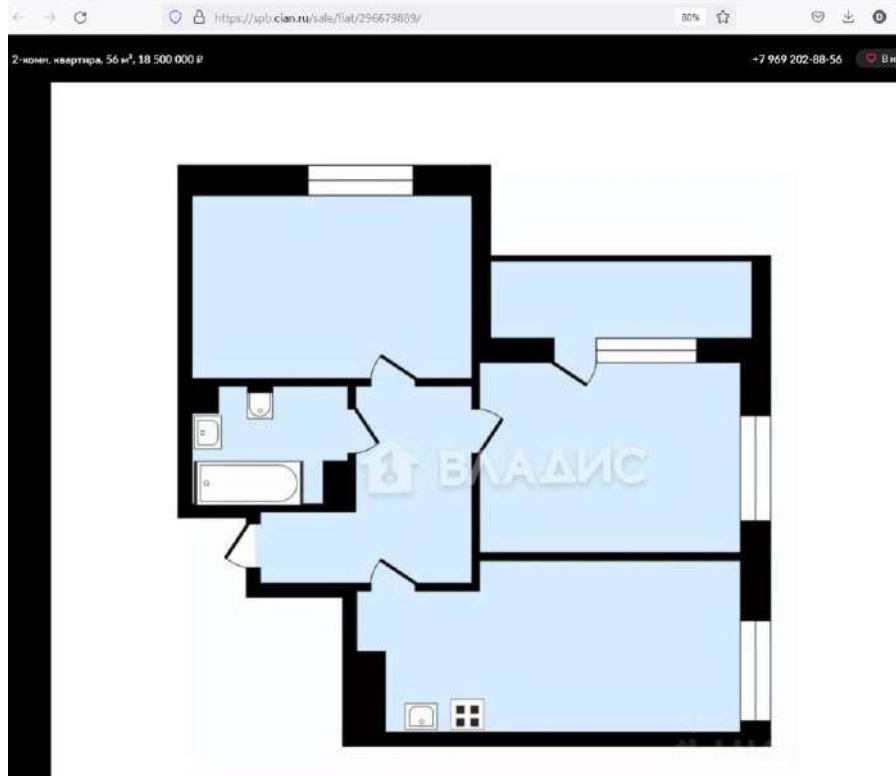 https://spb.cian.ru/sale/flat/296679889/
80%
2-комн. квартира, 56 м², 18 500 000 ₽
+7 969 202-88-56
ВЛАДИС